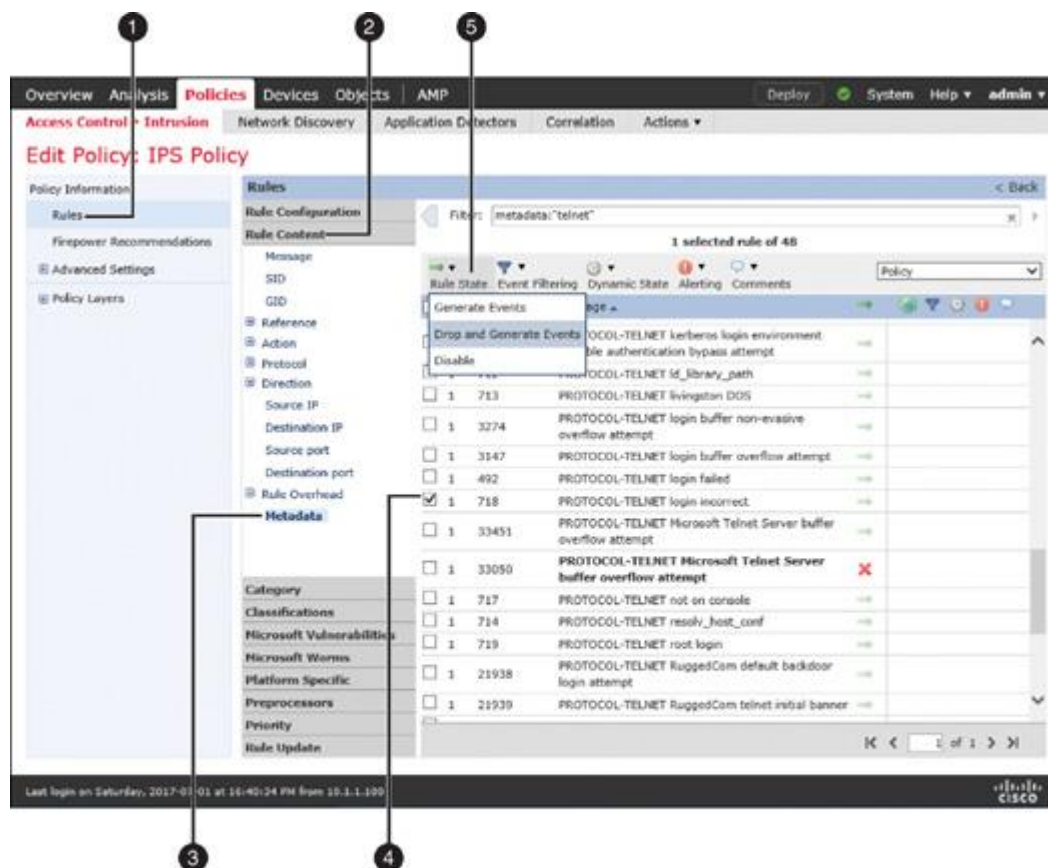 1 2 5
Overview Analysis Policies Devices Objects AMP Deploy System Help admin
Access Control Intrusion Network Discovery Application Detectors Correlation Actions
Edit Policy: IPS Policy
Policy Information
Rules
Firepower Recommendations
Advanced Settings
Policy Layers
Rules < Back
Rule Configuration
Rule Content
Message
SID
GID
Reference
Action
Protocol
Direction
Source IP
Destination IP
Source port
Destination port
Rule Overhead
Metadata
Category
Classifications
Microsoft Vulnerabilities
Microsoft Worms
Platform Specific
Preprocessors
Priority
Rule Update
Filter: metadata:"telnet"
1 selected rule of 48
Rule State Event Filtering Dynamic State Alerting Comments Policy
Generate Events
Drop and Generate Events
Disable
PROTOCOL-TELNET kerberos login environment
authentication bypass attempt
PROTOCOL-TELNET ld_library_path
1 713 PROTOCOL-TELNET livingston DOS
1 3274 PROTOCOL-TELNET login buffer non-evasive
overflow attempt
1 3147 PROTOCOL-TELNET login buffer overflow attempt
1 492 PROTOCOL-TELNET login failed
1 718 PROTOCOL-TELNET login incorrect
1 33451 PROTOCOL-TELNET Microsoft Telnet Server buffer
overflow attempt
1 33050 PROTOCOL-TELNET Microsoft Telnet Server
buffer overflow attempt
1 717 PROTOCOL-TELNET not on console
1 714 PROTOCOL-TELNET resolv_host_conf
1 719 PROTOCOL-TELNET root login
1 21938 PROTOCOL-TELNET RuggedCom default backdoor
login attempt
1 21939 PROTOCOL-TELNET RuggedCom telnet initial banner
1 of 1
Last login on Saturday, 2017-07-01 at 16:40:34 PM from 10.1.1.100
cisco
3 4